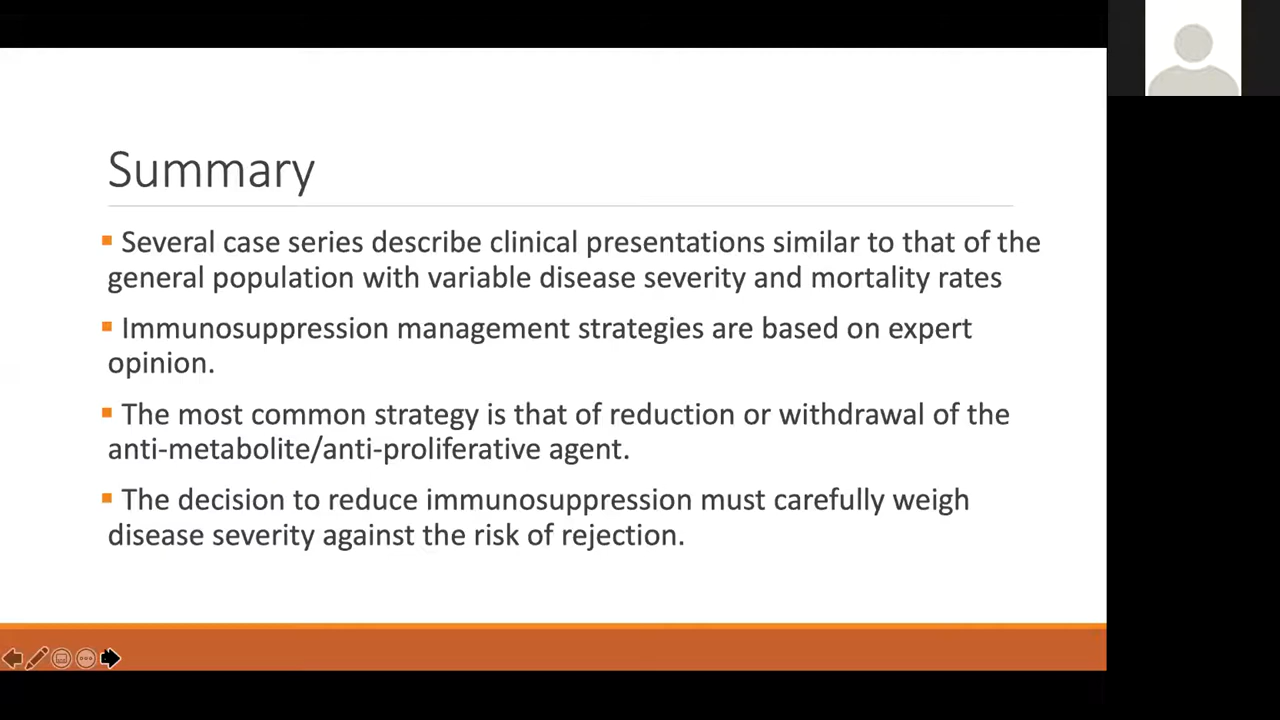 Summary
▪ Several case series describe clinical presentations similar to that of the
general population with variable disease severity and mortality rates
▪ Immunosuppression management strategies are based on expert
opinion.
▪ The most common strategy is that of reduction or withdrawal of the
anti-metabolite/anti-proliferative agent.
▪ The decision to reduce immunosuppression must carefully weigh
disease severity against the risk of rejection.